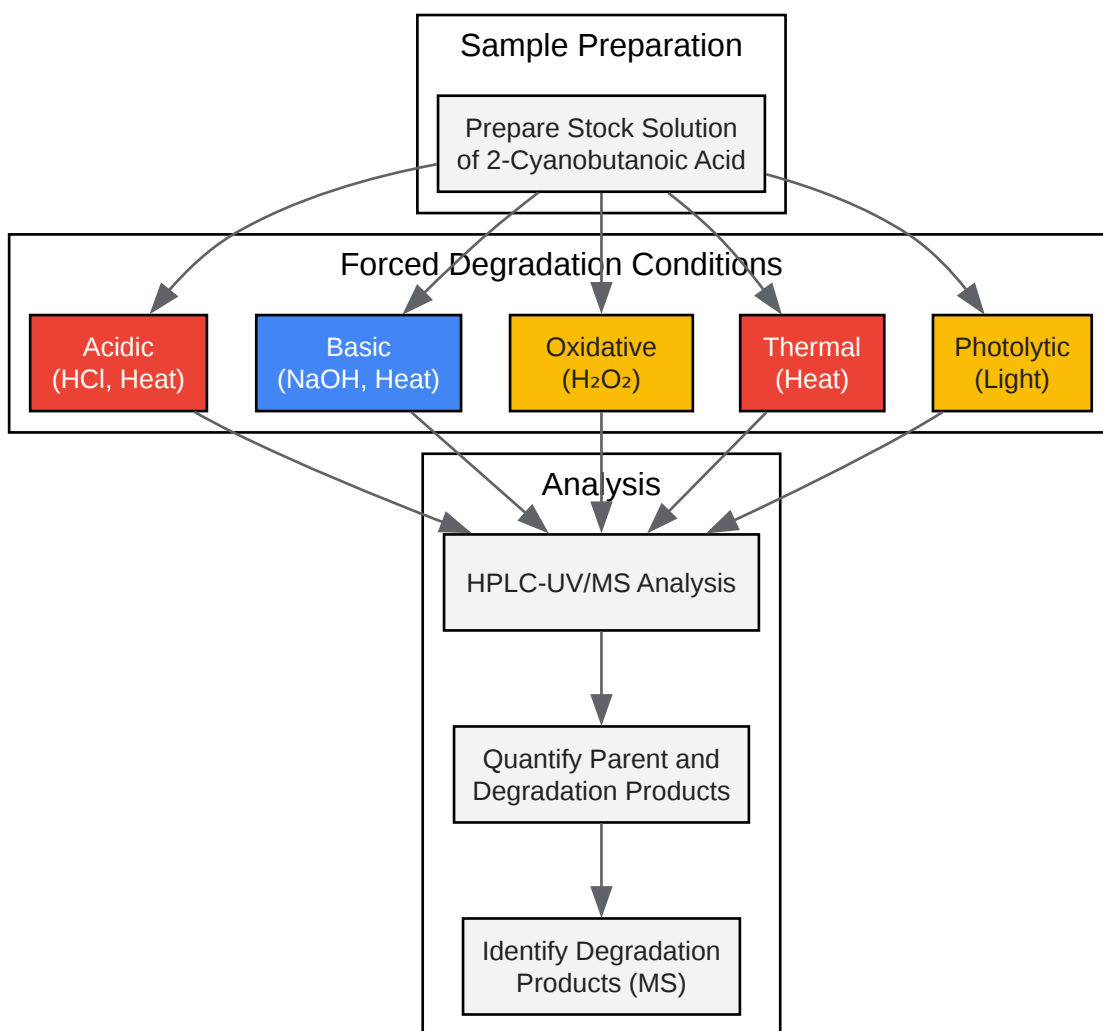 Sample Preparation
Prepare Stock Solution
of 2-Cyanobutanoic Acid
Forced Degradation Conditions
Acidic
(HCl, Heat)
Basic
(NaOH, Heat)
Oxidative
(H₂O₂)
Thermal
(Heat)
Photolytic
(Light)
Analysis
HPLC-UV/MS Analysis
Quantify Parent and
Degradation Products
Identify Degradation
Products (MS)